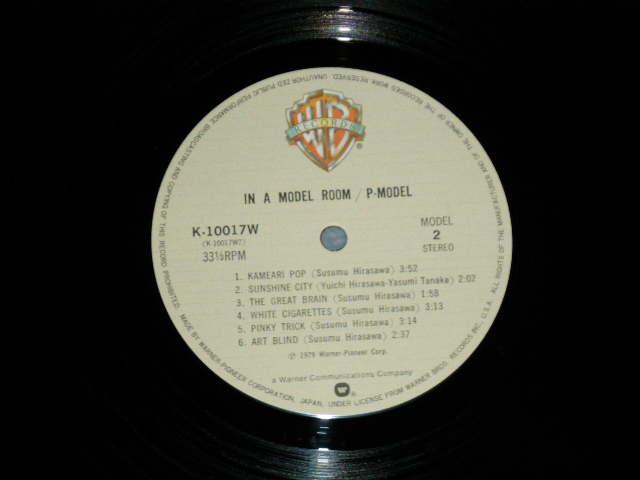 WB
RECORDS
®
IN A MODEL ROOM / P-MODEL
K-10017W
(K-10017W2)
33⅓RPM
MODEL
2
STEREO
1. KAMEARI POP (Susumu Hirasawa) 3:52
2. SUNSHINE CITY (Yuichi Hirasawa-Yasumi Tanaka) 2:02
3. THE GREAT BRAIN (Susumu Hirasawa) 1:58
4. WHITE CIGARETTES (Susumu Hirasawa) 3:13
5. PINKY TRICK (Susumu Hirasawa) 3:14
6. ART BLIND (Susumu Hirasawa) 2:37
℗ 1979 Warner-Pioneer Corp.
a Warner Communications Company
®
MADE BY WARNER-PIONEER CORPORATION, JAPAN, UNDER LICENSE FROM WARNER BROS. RECORDS INC., U.S.A. ALL RIGHTS OF THE MANUFACTURER AND OF THE OWNER OF THE RECORDED WORK RESERVED. UNAUTHORIZED PUBLIC PERFORMANCE BROADCASTING AND COPYING OF THIS RECORD PROHIBITED.